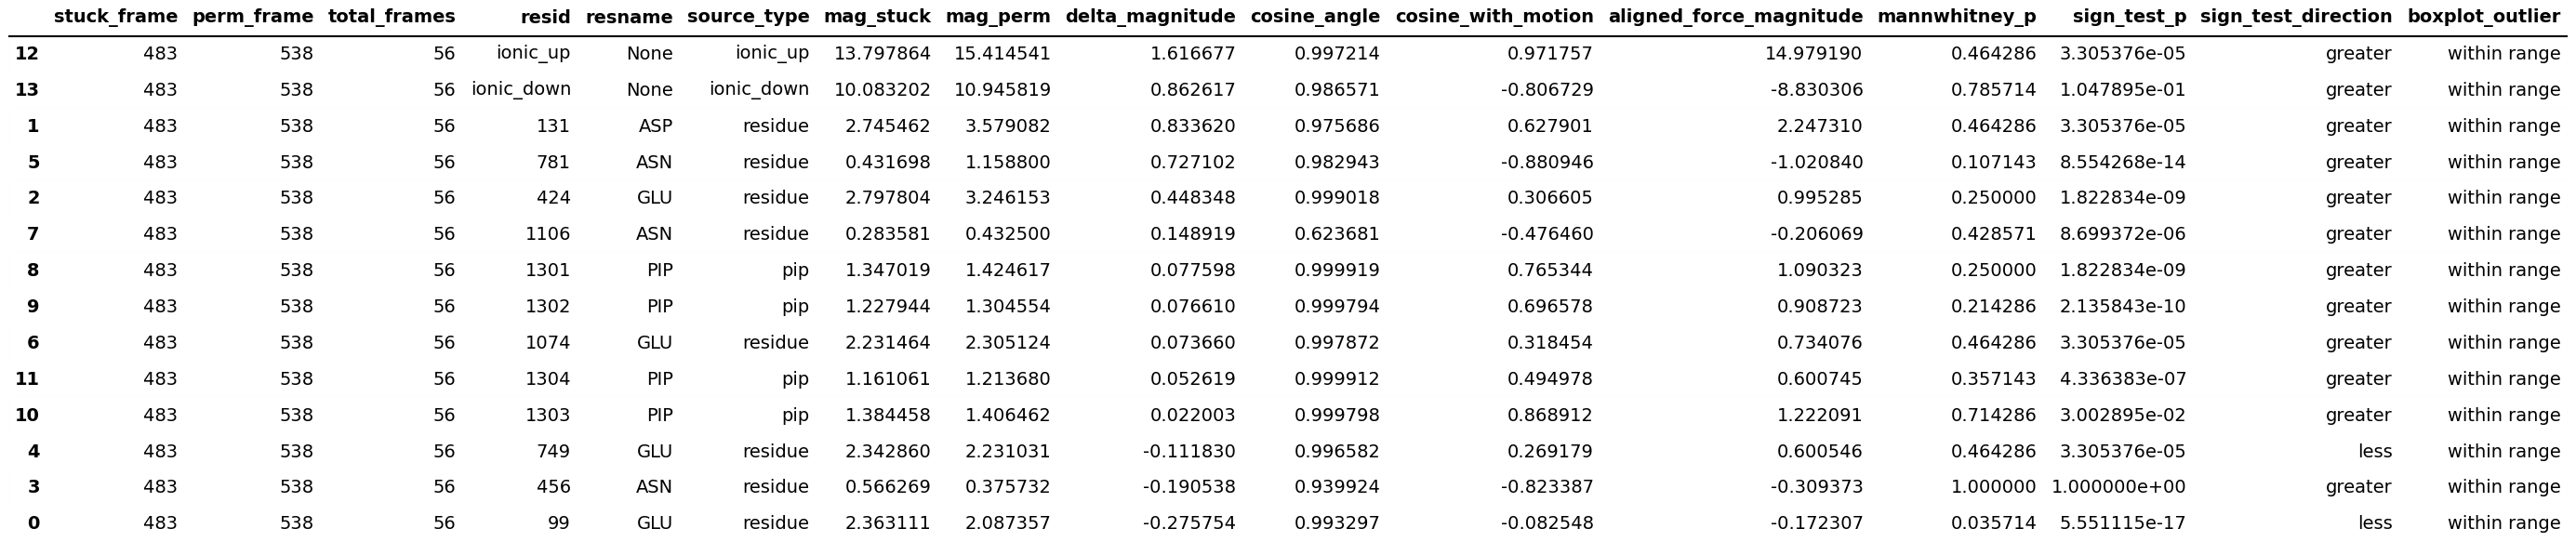 stuck_frame perm_frame total_frames resid resname source_type mag_stuck mag_perm delta_magnitude cosine_angle cosine_with_motion aligned_force_magnitude mannwhitney_p sign_test_p sign_test_direction boxplot_outlier
12 483 538 56 ionic_up None ionic_up 13.797864 15.414541 1.616677 0.997214 0.971757 14.979190 0.464286 3.305376e-05 greater within range
13 483 538 56 ionic_down None ionic_down 10.083202 10.945819 0.862617 0.986571 -0.806729 -8.830306 0.785714 1.047895e-01 greater within range
1 483 538 56 131 ASP residue 2.745462 3.579082 0.833620 0.975686 0.627901 2.247310 0.464286 3.305376e-05 greater within range
5 483 538 56 781 ASN residue 0.431698 1.158800 0.727102 0.982943 -0.880946 -1.020840 0.107143 8.554268e-14 greater within range
2 483 538 56 424 GLU residue 2.797804 3.246153 0.448348 0.999018 0.306605 0.995285 0.250000 1.822834e-09 greater within range
7 483 538 56 1106 ASN residue 0.283581 0.432500 0.148919 0.623681 -0.476460 -0.206069 0.428571 8.699372e-06 greater within range
8 483 538 56 1301 PIP pip 1.347019 1.424617 0.077598 0.999919 0.765344 1.090323 0.250000 1.822834e-09 greater within range
9 483 538 56 1302 PIP pip 1.227944 1.304554 0.076610 0.999794 0.696578 0.908723 0.214286 2.135843e-10 greater within range
6 483 538 56 1074 GLU residue 2.231464 2.305124 0.073660 0.997872 0.318454 0.734076 0.464286 3.305376e-05 greater within range
11 483 538 56 1304 PIP pip 1.161061 1.213680 0.052619 0.999912 0.494978 0.600745 0.357143 4.336383e-07 greater within range
10 483 538 56 1303 PIP pip 1.384458 1.406462 0.022003 0.999798 0.868912 1.222091 0.714286 3.002895e-02 greater within range
4 483 538 56 749 GLU residue 2.342860 2.231031 -0.111830 0.996582 0.269179 0.600546 0.464286 3.305376e-05 less within range
3 483 538 56 456 ASN residue 0.566269 0.375732 -0.190538 0.939924 -0.823387 -0.309373 1.000000 1.000000e+00 greater within range
0 483 538 56 99 GLU residue 2.363111 2.087357 -0.275754 0.993297 -0.082548 -0.172307 0.035714 5.551115e-17 less within range